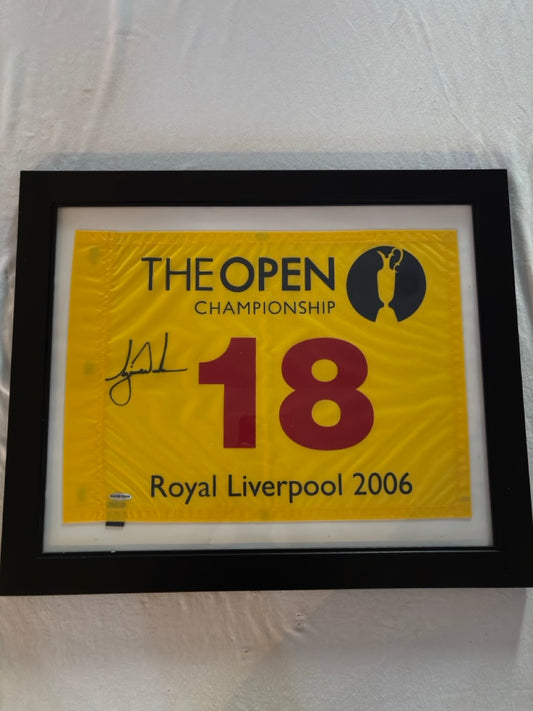 THE OPEN
CHAMPIONSHIP
18
Royal Liverpool 2006